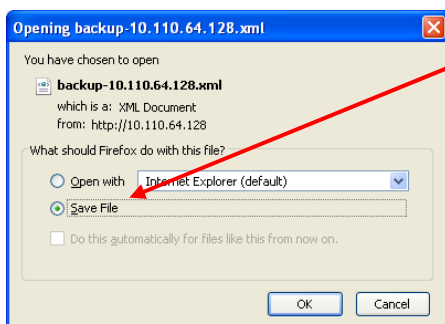 Opening backup-10.110.64.128.xml
You have chosen to open
backup-10.110.64.128.xml
which is a: XML Document
from: http://10.110.64.128
What should Firefox do with this file?
Open with Internet Explorer (default)
Save File
Do this automatically for files like this from now on.
OK Cancel